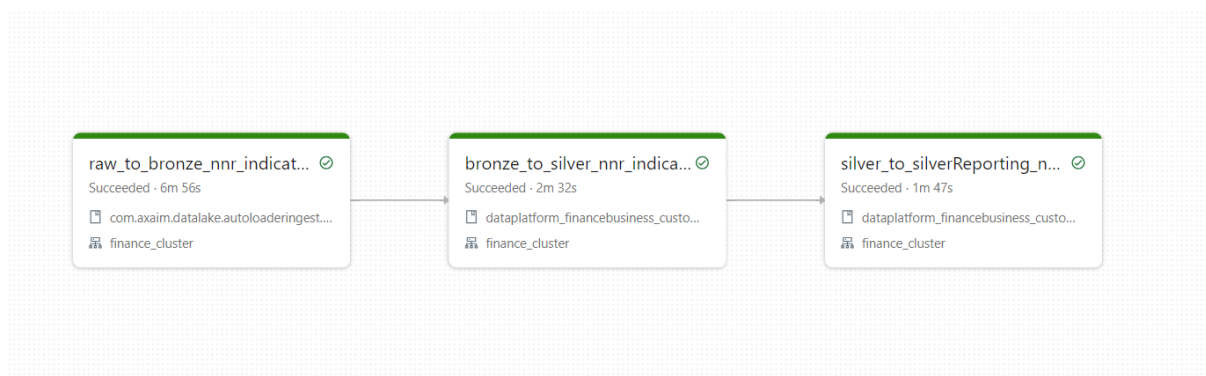 raw_to_bronze_nnr_indicat...
Succeeded · 6m 56s
com.axaim.datalake.autoloaderingest....
finance_cluster
bronze_to_silver_nnr_indica...
Succeeded · 2m 32s
dataplatform_financebusiness_custo...
finance_cluster
silver_to_silverReporting_n...
Succeeded · 1m 47s
dataplatform_financebusiness_custo...
finance_cluster